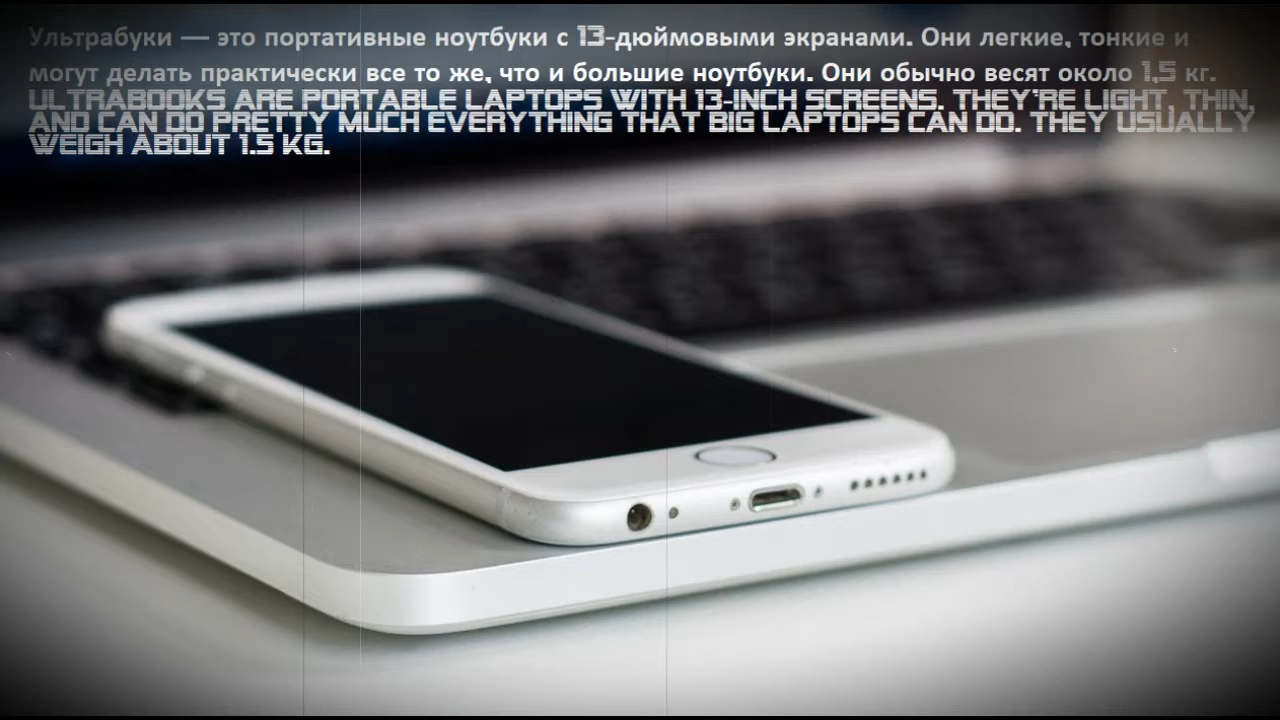 Ультрабуки — это портативные ноутбуки с 13-дюймовыми экранами. Они легкие, тонкие и
могут делать практически все то же, что и большие ноутбуки. Они обычно весят около 1,5 кг.
ULTRABOOKS ARE PORTABLE LAPTOPS WITH 13-INCH SCREENS. THEY'RE LIGHT, THIN,
AND CAN DO PRETTY MUCH EVERYTHING THAT BIG LAPTOPS CAN DO. THEY USUALLY
WEIGH ABOUT 1.5 KG.